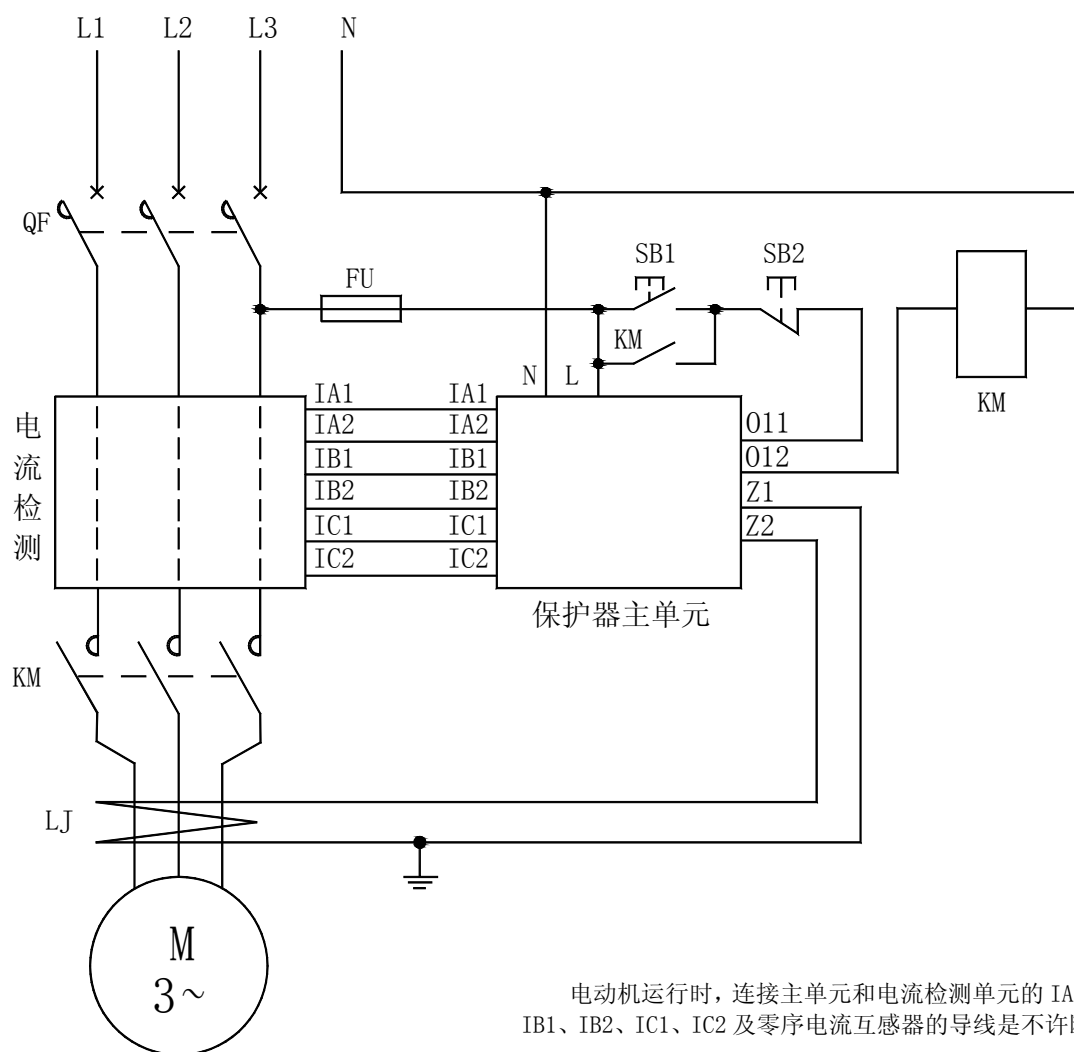 L1 L2 L3 N
QF
FU
SB1 SB2
KM
KM
N L
电流检测
IA1 IA1
IA2 IA2
IB1 IB1
IB2 IB2
IC1 IC1
IC2 IC2
O11
O12
Z1
Z2
保护器主单元
KM
LJ
M
3~
电动机运行时，连接主单元和电流检测单元的 IA
IB1、IB2、IC1、IC2 及零序电流互感器的导线是不许